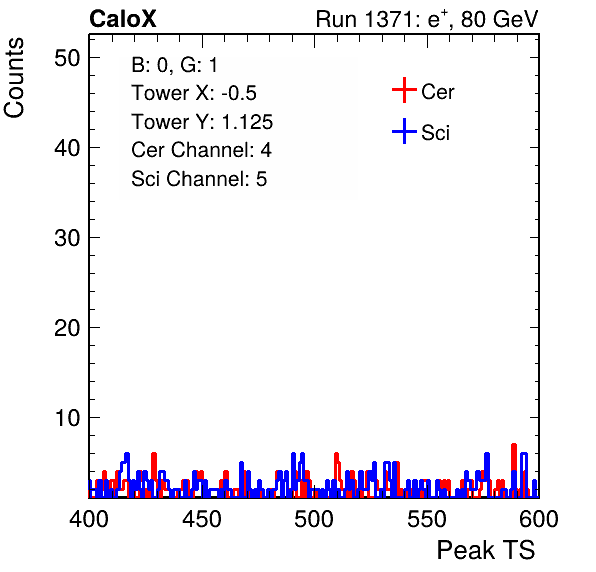 CaloX Run 1371: e⁺, 80 GeV
Counts
50
40
30
20
10
B: 0, G: 1
Tower X: -0.5
Tower Y: 1.125
Cer Channel: 4
Sci Channel: 5
Cer
Sci
400 450 500 550 600
Peak TS